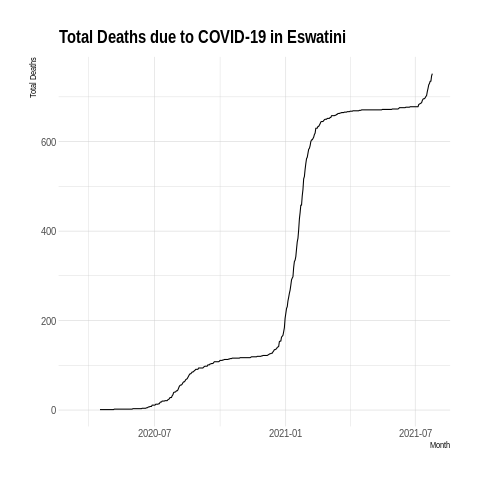 Total Deaths due to COVID-19 in Eswatini
Total Deaths
600
400
200
0
2020-07
2021-01
2021-07
Month